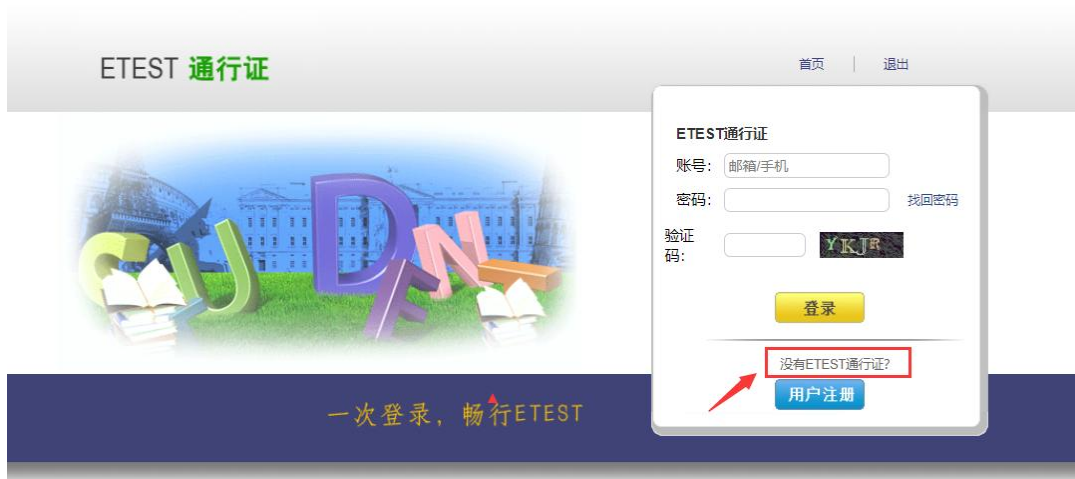 ETEST 通行证
首页 | 退出
ETEST通行证
账号: 邮箱/手机
密码: 找回密码
验证
码:
YKJR
登录
没有ETEST通行证?
用户注册
一次登录, 畅行ETEST